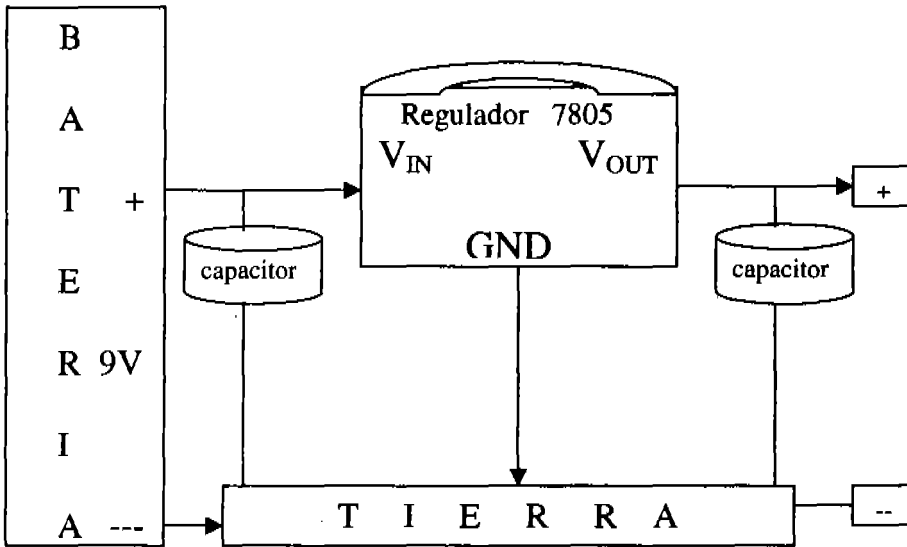 B
A
T +
E
R 9V
I
A ---
Regulador 7805
VIN VOUT
GND
+
capacitor
capacitor
T I E R R A
--